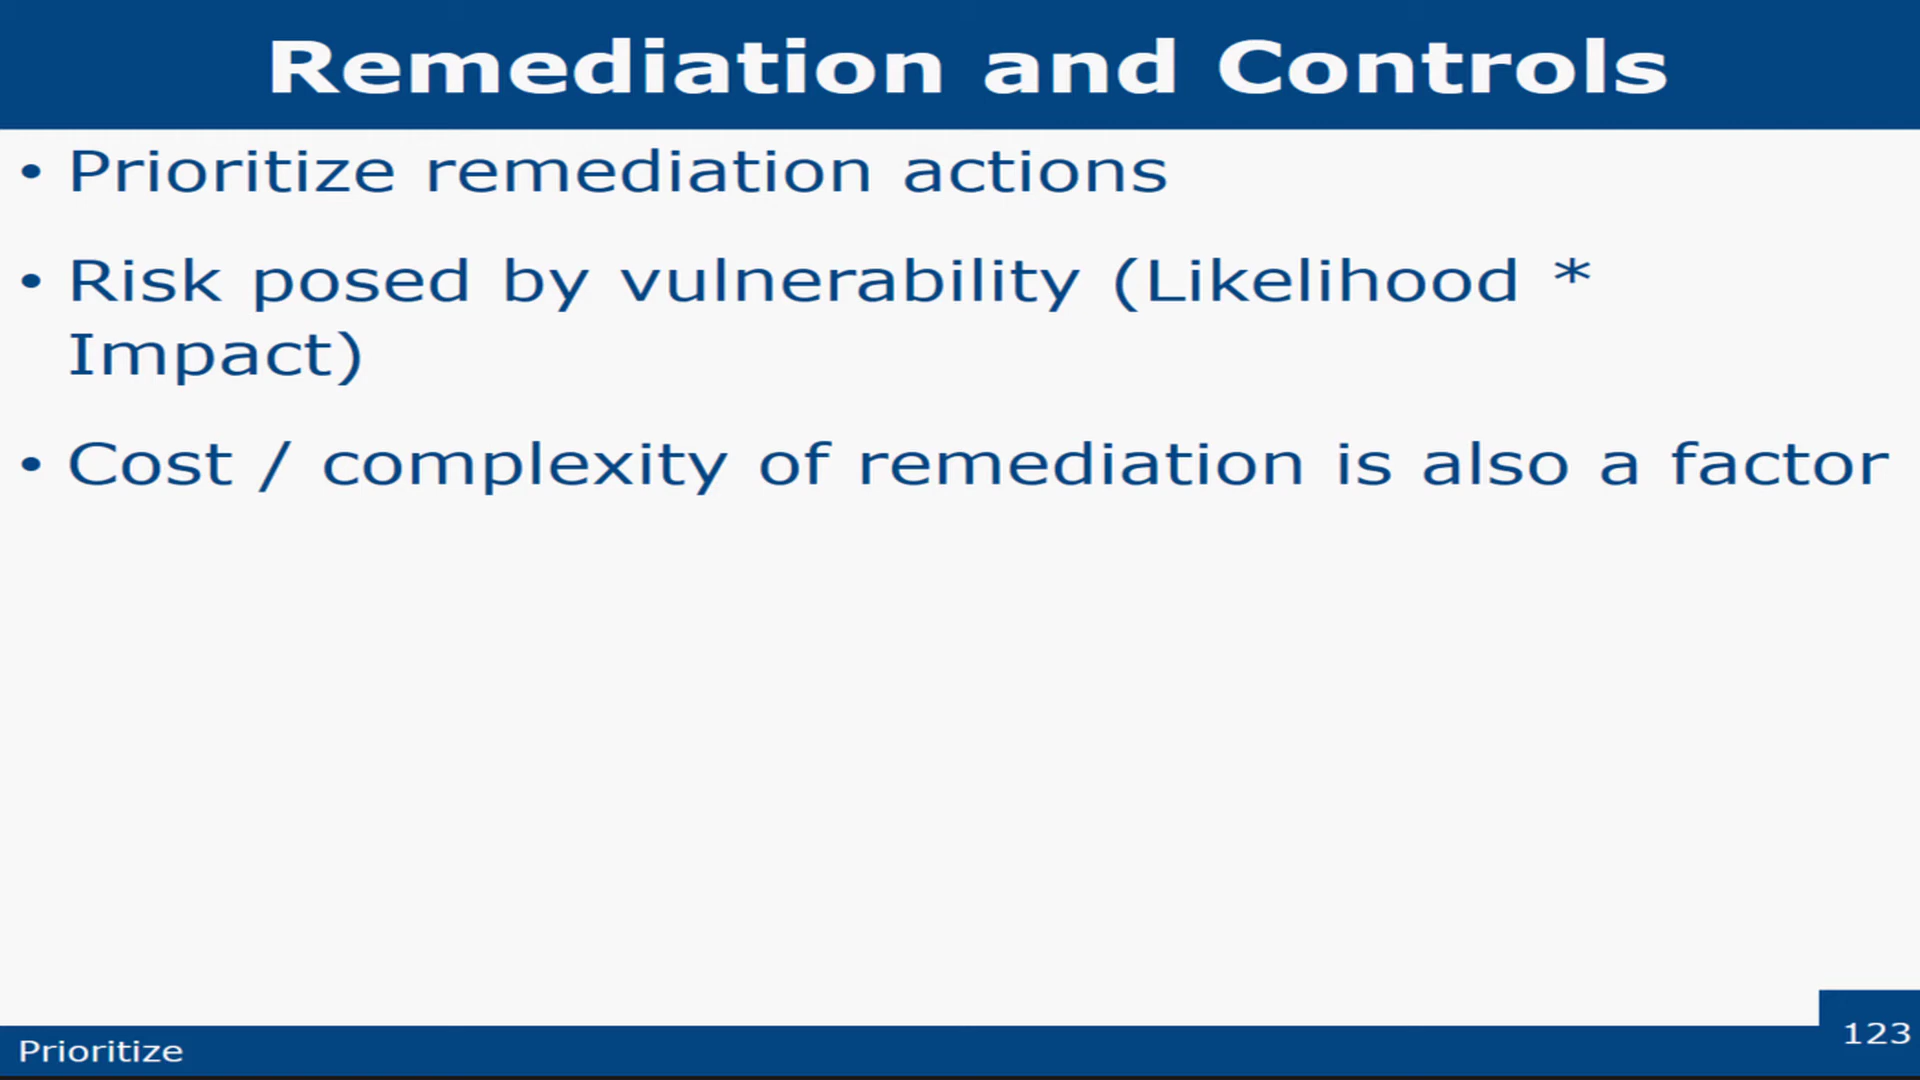 Remediation and Controls
• Prioritize remediation actions
• Risk posed by vulnerability (Likelihood *
Impact)
• Cost / complexity of remediation is also a factor
Prioritize
123